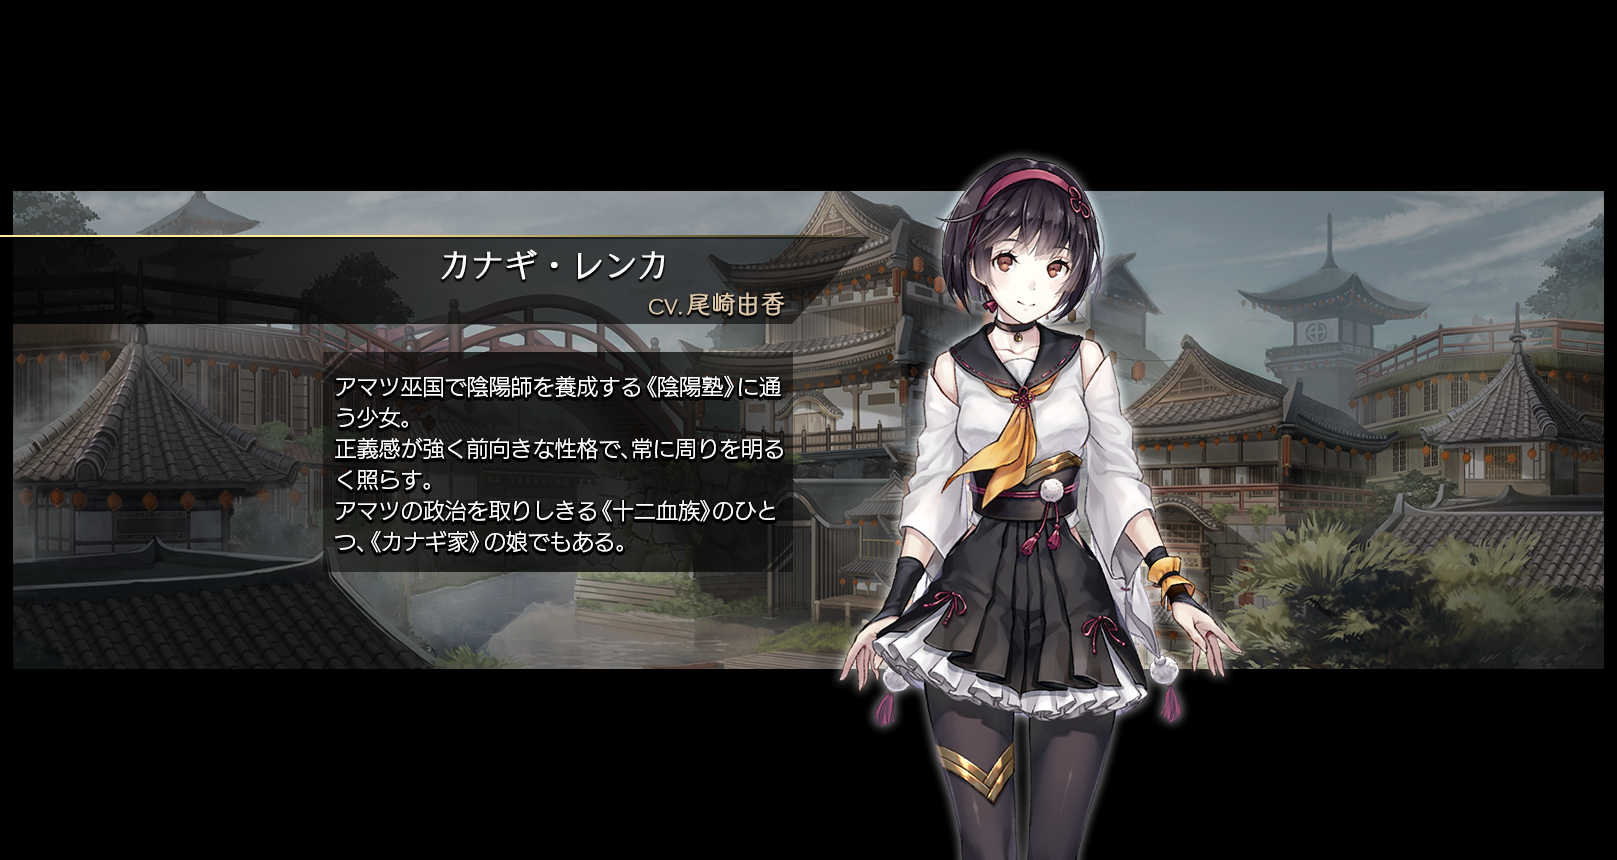 カナギ・レンカ
CV.尾崎由香
アマツ巫国で陰陽師を養成する《陰陽塾》に通
う少女。
正義感が強く前向きな性格で、常に周りを明る
く照らす。
アマツの政治を取りしきる《十二血族》のひと
つ、《カナギ家》の娘でもある。